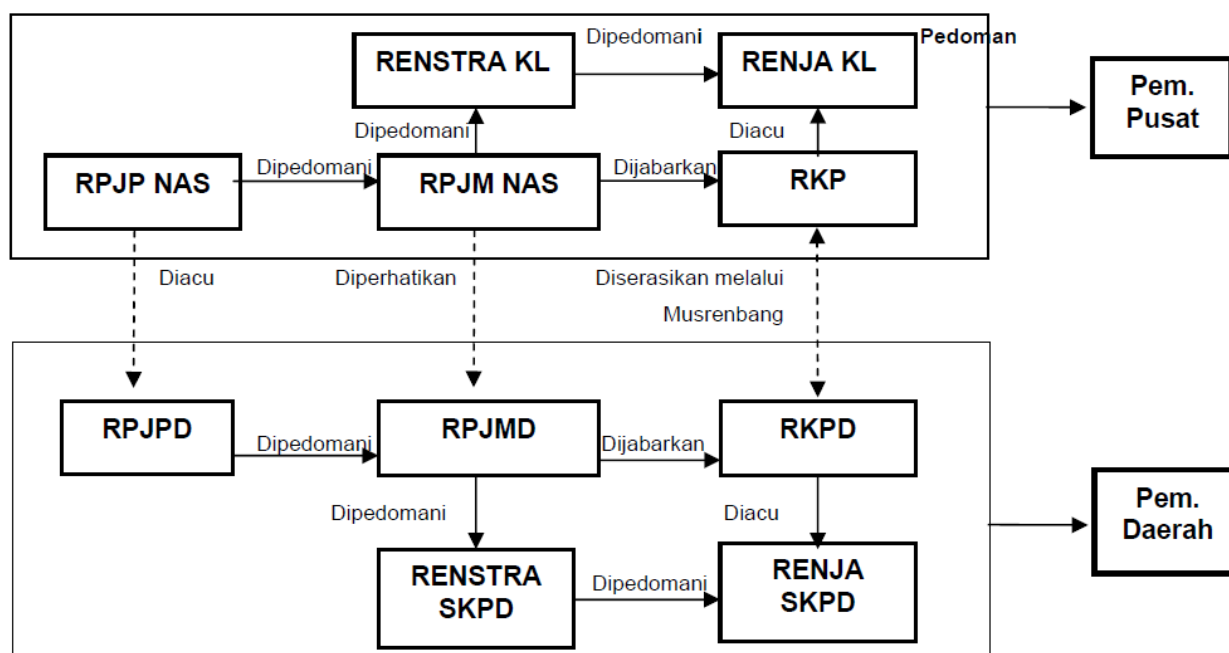 Dipedomani
Pedoman
RENSTRA KL
RENJA KL
Pem.
Pusat
Dipedomani
Diacu
RPJP NAS
Dipedomani
RPJM NAS
Dijabarkan
RKP
Diacu
Diperhatikan
Diserasikan melalui
Musrenbang
RPJPD
Dipedomani
RPJMD
Dijabarkan
RKPD
Dipedomani
Diacu
Pem.
Daerah
RENSTRA
SKPD
Dipedomani
RENJA
SKPD